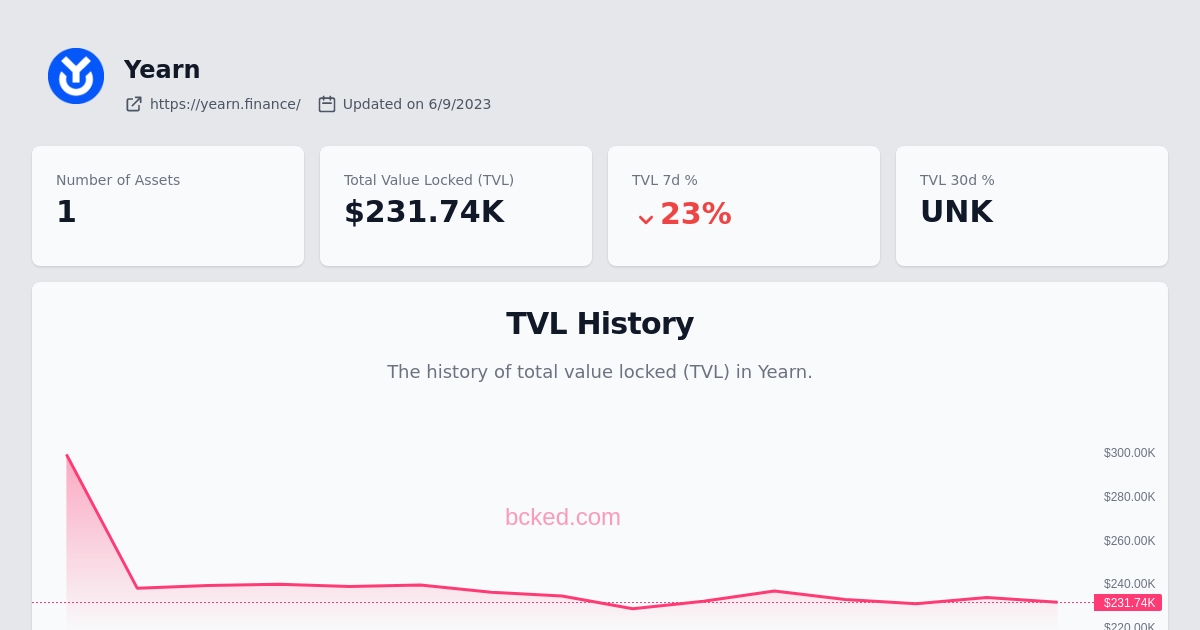 Yearn
https://yearn.finance/ Updated on 6/9/2023
Number of Assets
1
Total Value Locked (TVL)
$231.74K
TVL 7d %
23%
TVL 30d %
UNK
TVL History
The history of total value locked (TVL) in Yearn.
$300.00K
$280.00K
bcked.com
$260.00K
$240.00K
$231.74K
$220.00K